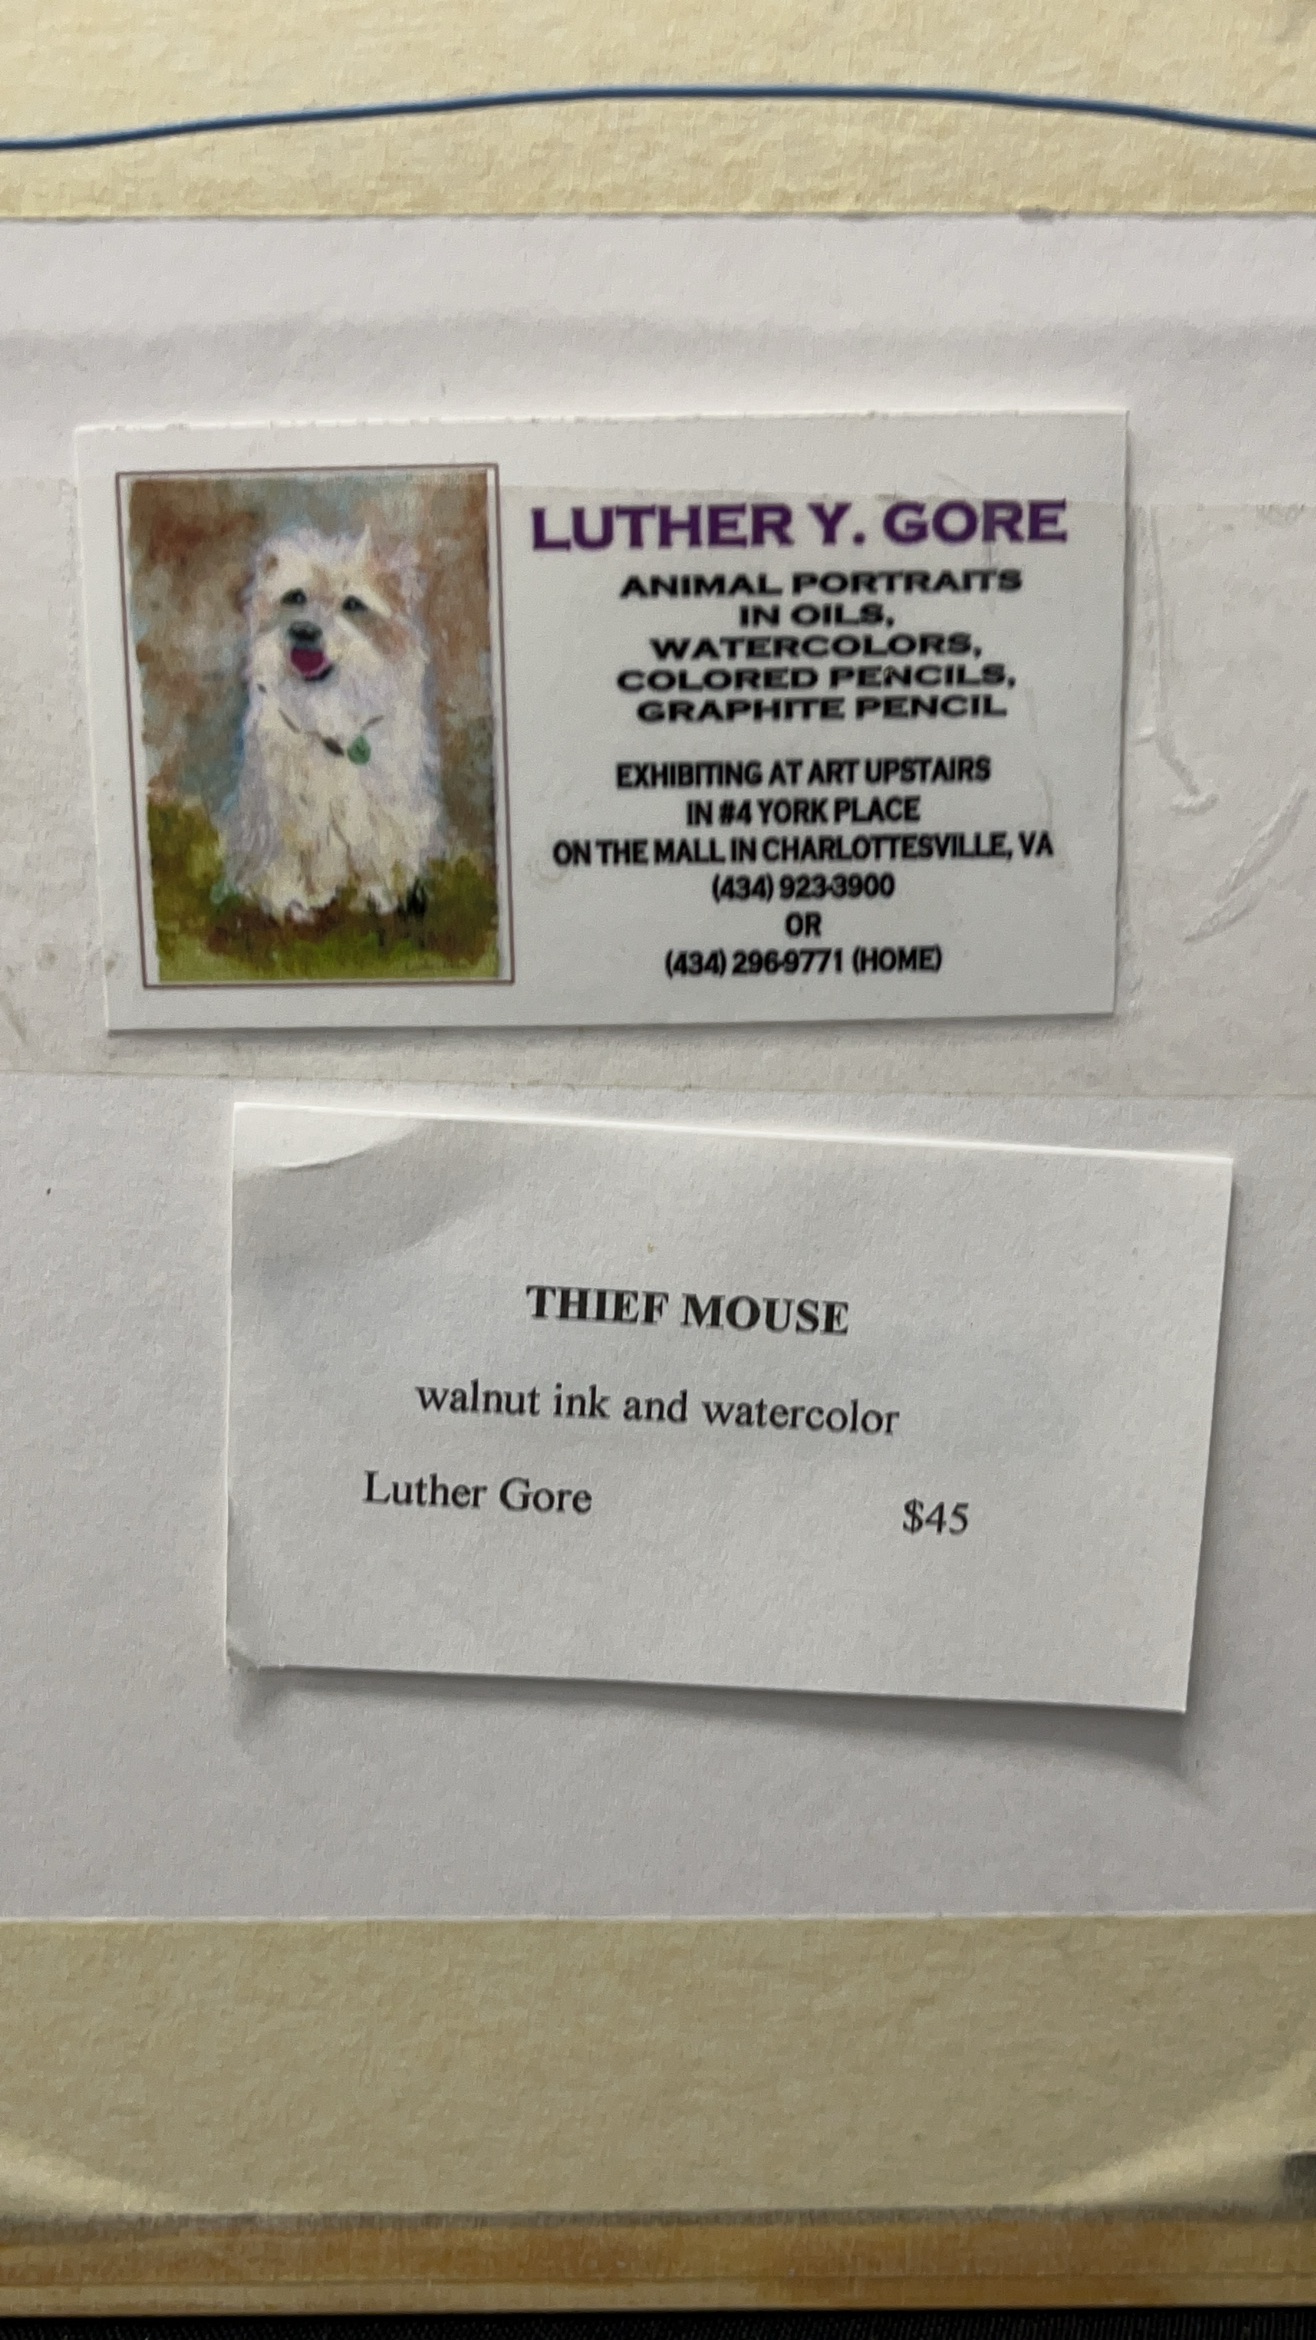 LUTHER Y. GORE
ANIMAL PORTRAITS
IN OILS,
WATERCOLORS,
COLORED PENCILS,
GRAPHITE PENCIL
EXHIBITING AT ART UPSTAIRS
IN #4 YORK PLACE
ON THE MALL IN CHARLOTTESVILLE, VA
(434) 923-3900
OR
(434) 296-9771 (HOME)
THIEF MOUSE
walnut ink and watercolor
Luther Gore $45